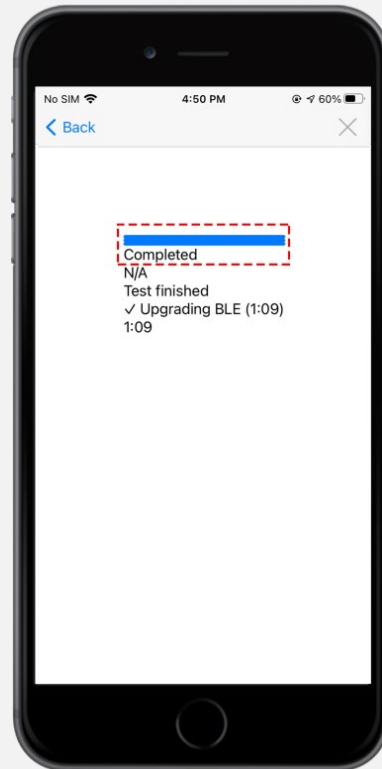 No SIM 4:50 PM 60%
Back
Completed
N/A
Test finished
✓ Upgrading BLE (1:09)
1:09